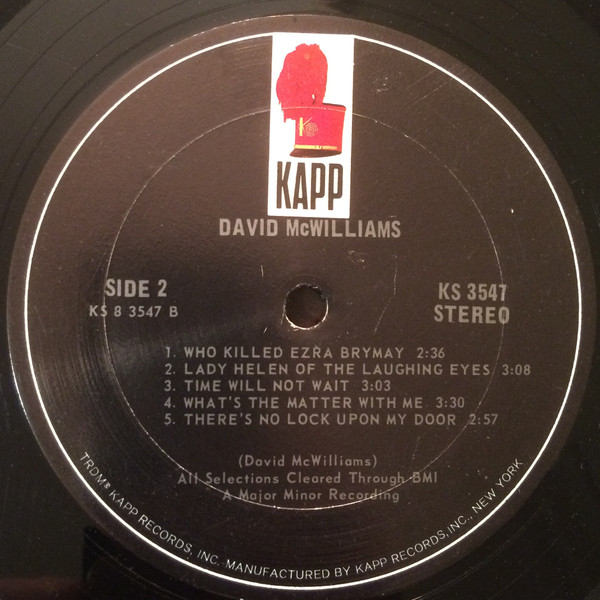 KAPP
DAVID McWILLIAMS
SIDE 2
KS 8 3547 B
KS 3547
STEREO
1. WHO KILLED EZRA BRYMAY 2:36
2. LADY HELEN OF THE LAUGHING EYES 3:08
3. TIME WILL NOT WAIT 3:03
4. WHAT'S THE MATTER WITH ME 3:30
5. THERE'S NO LOCK UPON MY DOOR 2:57
(David McWilliams)
All Selections Cleared Through BMI
A Major Minor Recording
TRDM® KAPP RECORDS, INC. MANUFACTURED BY KAPP RECORDS, INC., NEW YORK